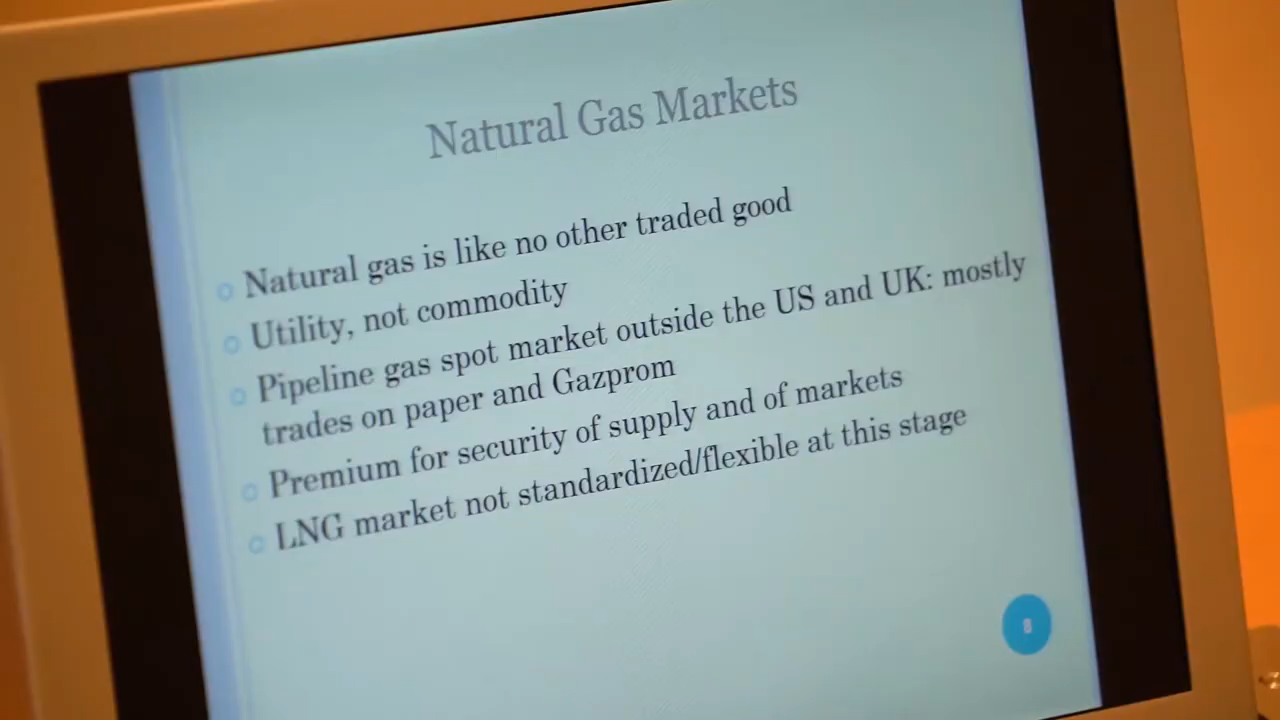 Natural Gas Markets
Natural gas is like no other traded good
Utility, not commodity
Pipeline gas spot market outside the US and UK: mostly
trades on paper and Gazprom
Premium for security of supply and of markets
LNG market not standardized/flexible at this stage
8